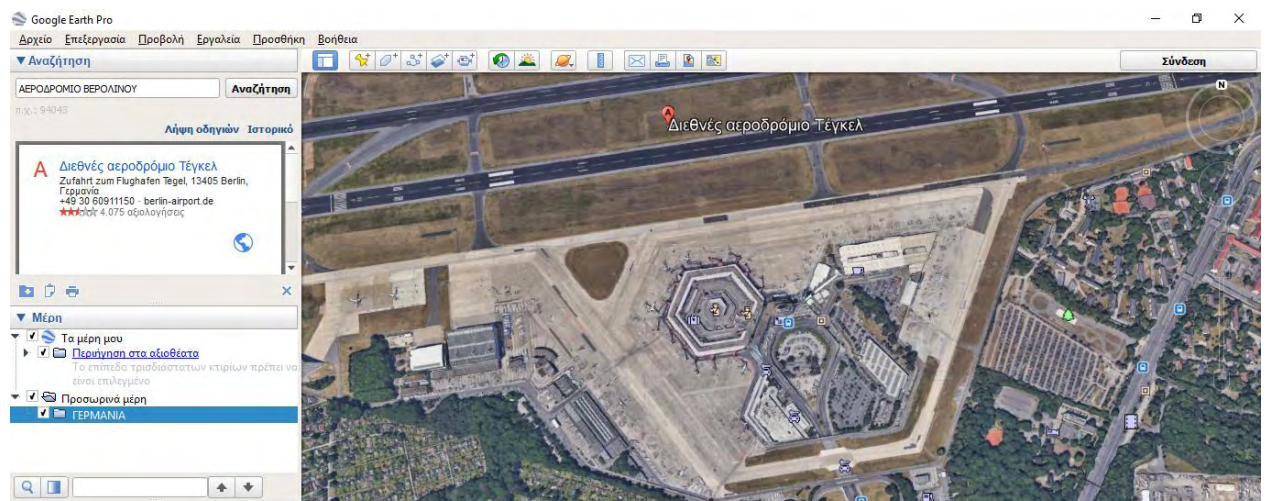 Google Earth Pro
Αρχείο Επεξεργασία Προβολή Εργαλεία Προσθήκη Βοήθεια
Αναζήτηση
Σύνδεση
ΑΕΡΟΔΡΟΜΙΟ ΒΕΡΟΛΙΝΟΥ
Αναζήτηση
π.χ.: 94043
Λήψη οδηγιών Ιστορικό
A
Διεθνές αεροδρόμιο Τέγκελ
Zufahrt zum Flughafen Tegel, 13405 Berlin,
Γερμανία
+49 30 60911150 - berlin-airport.de
4.075 αξιολογήσεις
Μέρη
Τα μέρη μου
Περιήγηση στα αξιοθέατα
Το επίπεδο τρισδιάστατων κτιρίων πρέπει να
είναι επιλεγμένο
Προσωρινά μέρη
ΓΕΡΜΑΝΙΑ
A
Διεθνές αεροδρόμιο Τέγκελ
N